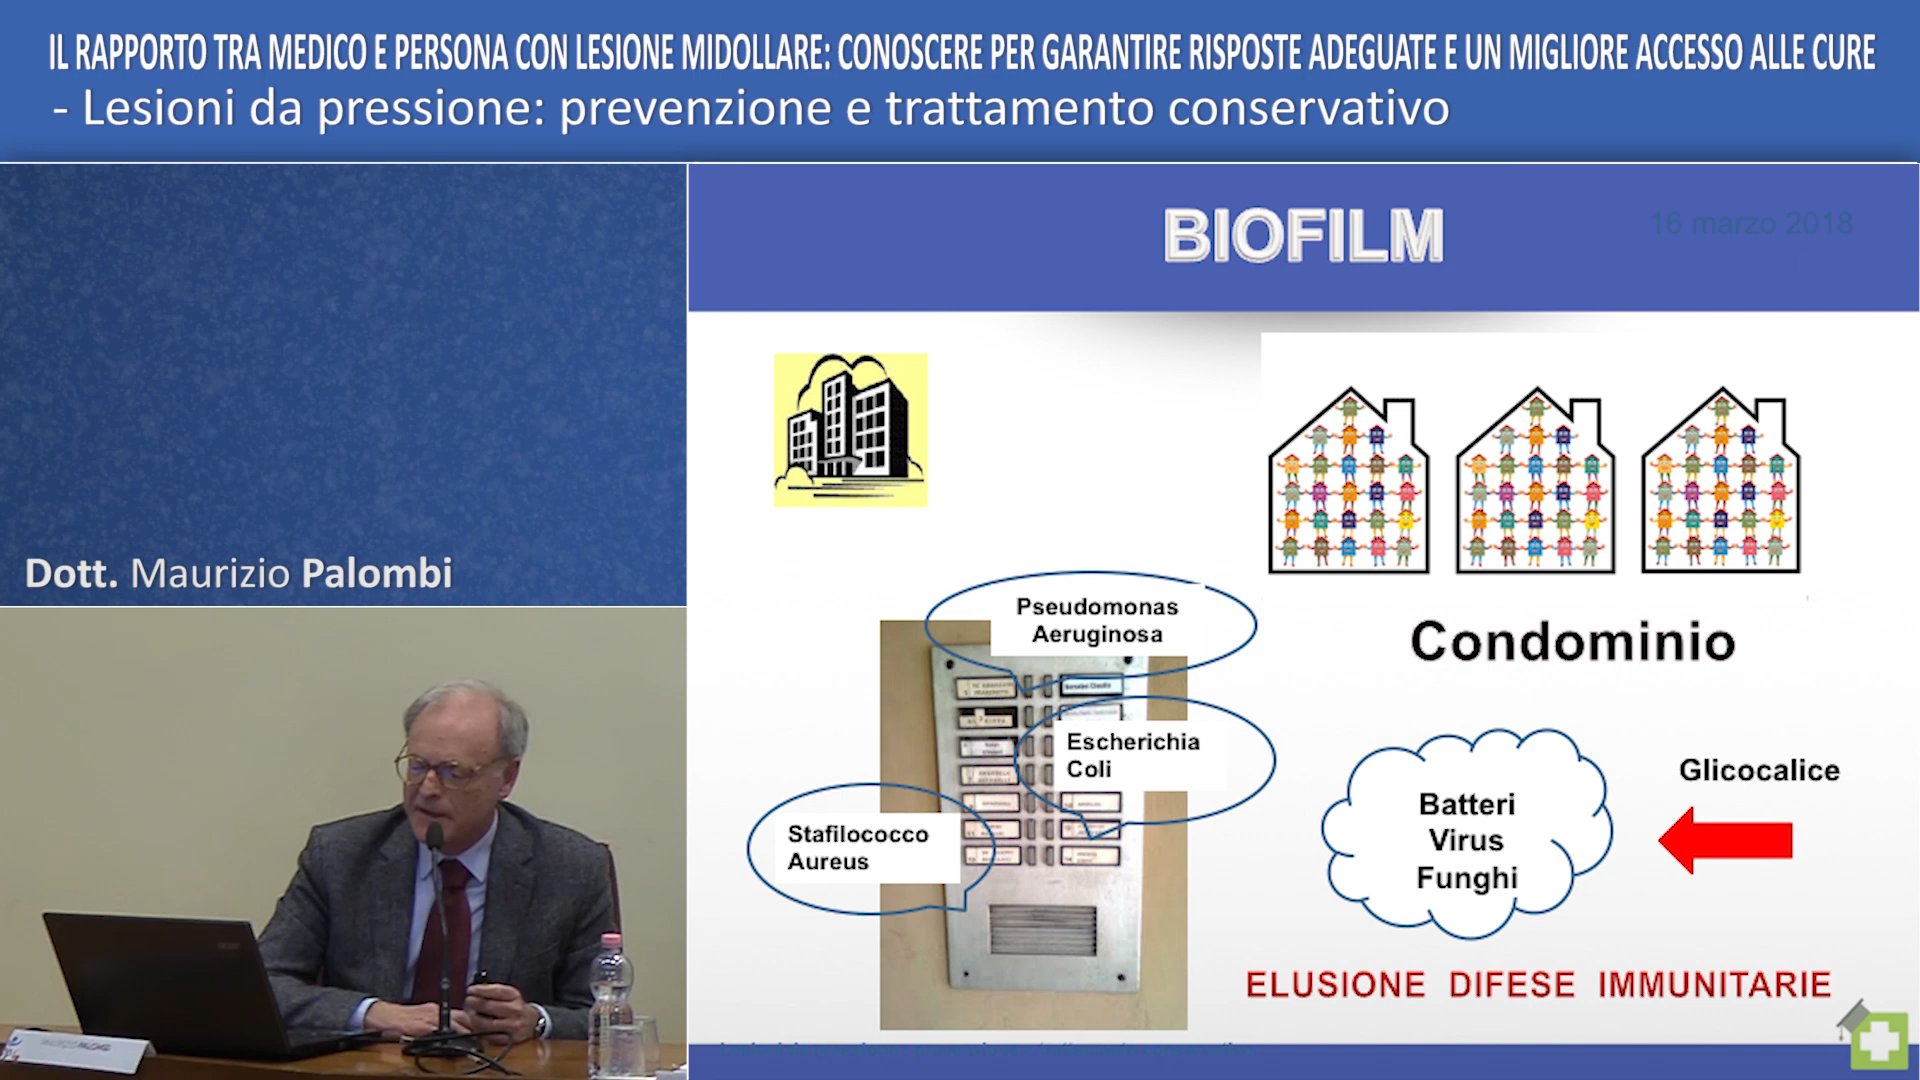 IL RAPPORTO TRA MEDICO E PERSONA CON LESIONE MIDOLLARE: CONOSCERE PER GARANTIRE RISPOSTE ADEGUATE E UN MIGLIORE ACCESSO ALLE CURE
- Lesioni da pressione: prevenzione e trattamento conservativo
BIOFILM
16 marzo 2018
Dott. Maurizio Palombi
Pseudomonas
Aeruginosa
Escherichia
Coli
Stafilococco
Aureus
Condominio
Glicocalice
Batteri
Virus
Funghi
ELUSIONE DIFESE IMMUNITARIE
MAURIZIO PALOMBI